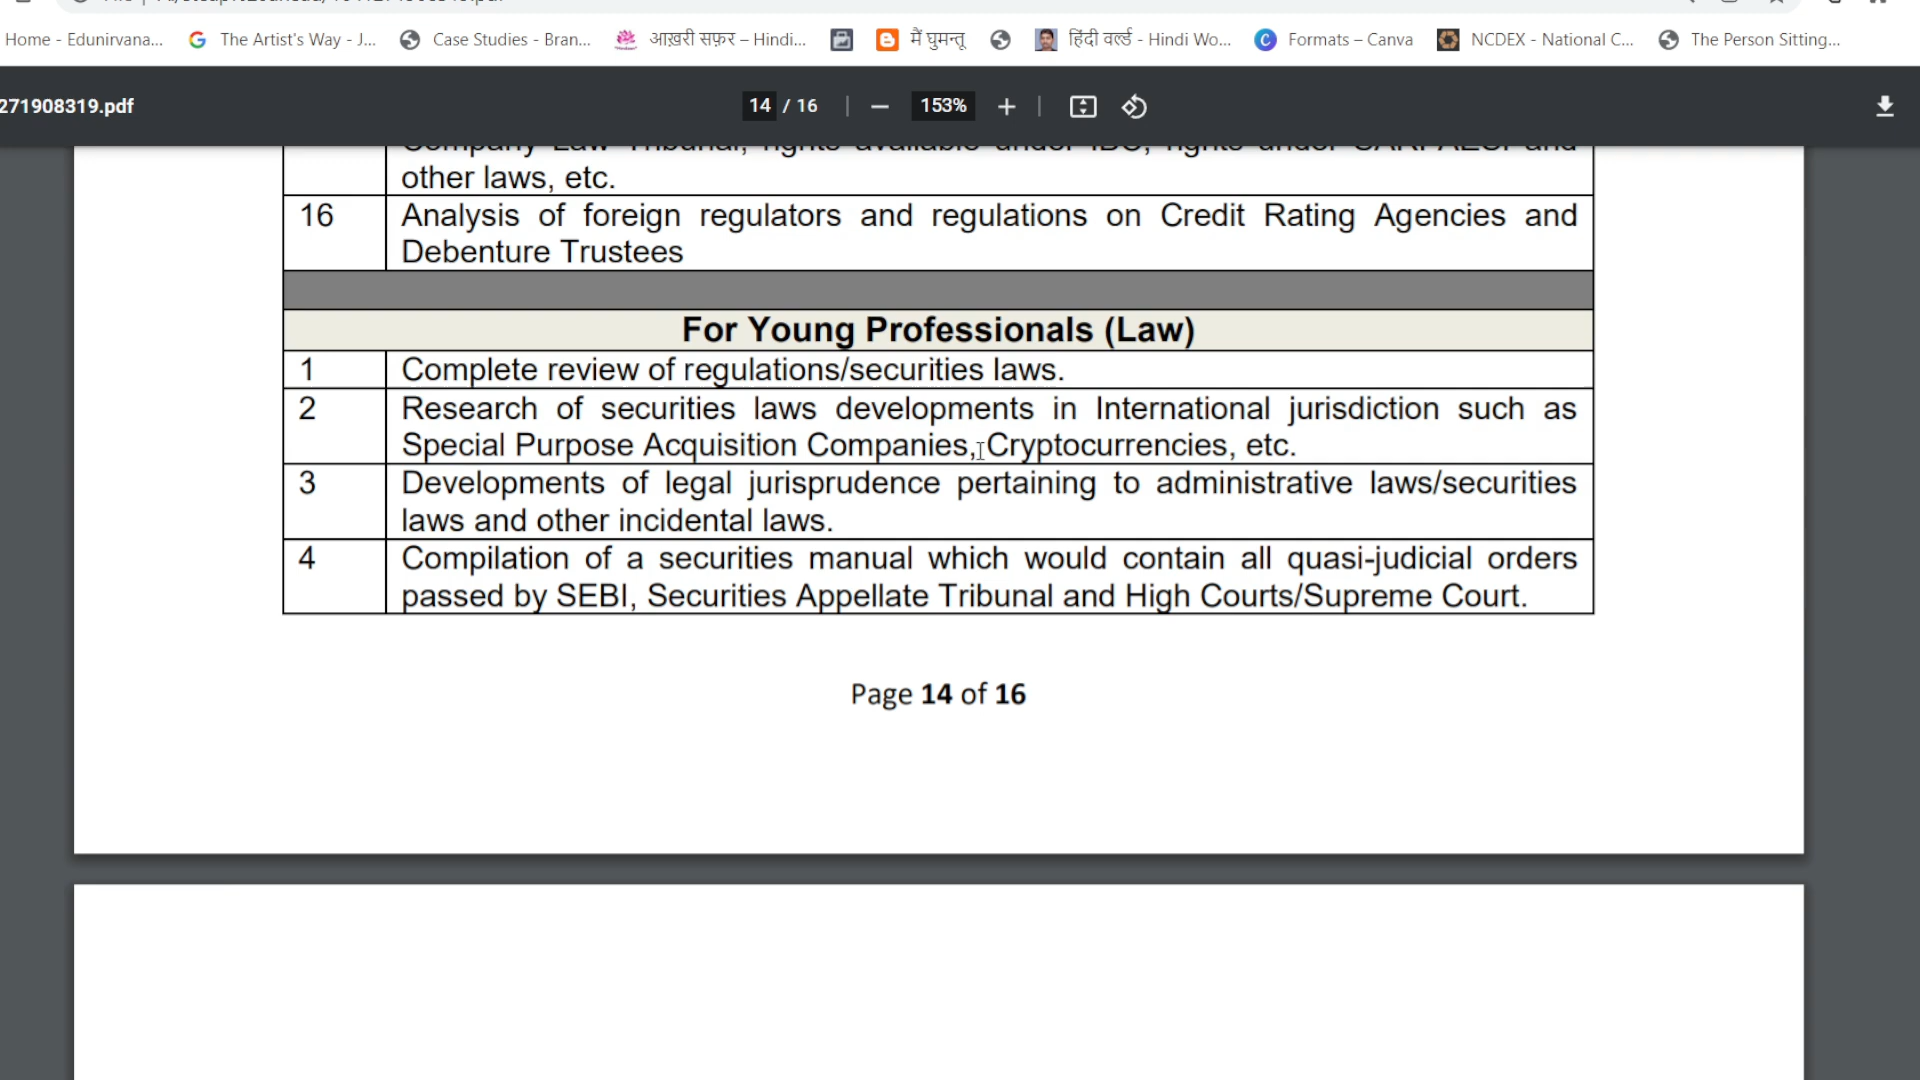 Home - Edunirvana... The Artist's Way - J... Case Studies - Bran... आख़री सफ़र – Hindi... मैं घुमन्तू हिंदी वर्ल्ड - Hindi Wo... Formats – Canva NCDEX - National C... The Person Sitting...
271908319.pdf 14 / 16 153%
other laws, etc.
16 Analysis of foreign regulators and regulations on Credit Rating Agencies and
Debenture Trustees
For Young Professionals (Law)
1 Complete review of regulations/securities laws.
2 Research of securities laws developments in International jurisdiction such as
Special Purpose Acquisition Companies, Cryptocurrencies, etc.
3 Developments of legal jurisprudence pertaining to administrative laws/securities
laws and other incidental laws.
4 Compilation of a securities manual which would contain all quasi-judicial orders
passed by SEBI, Securities Appellate Tribunal and High Courts/Supreme Court.
Page 14 of 16